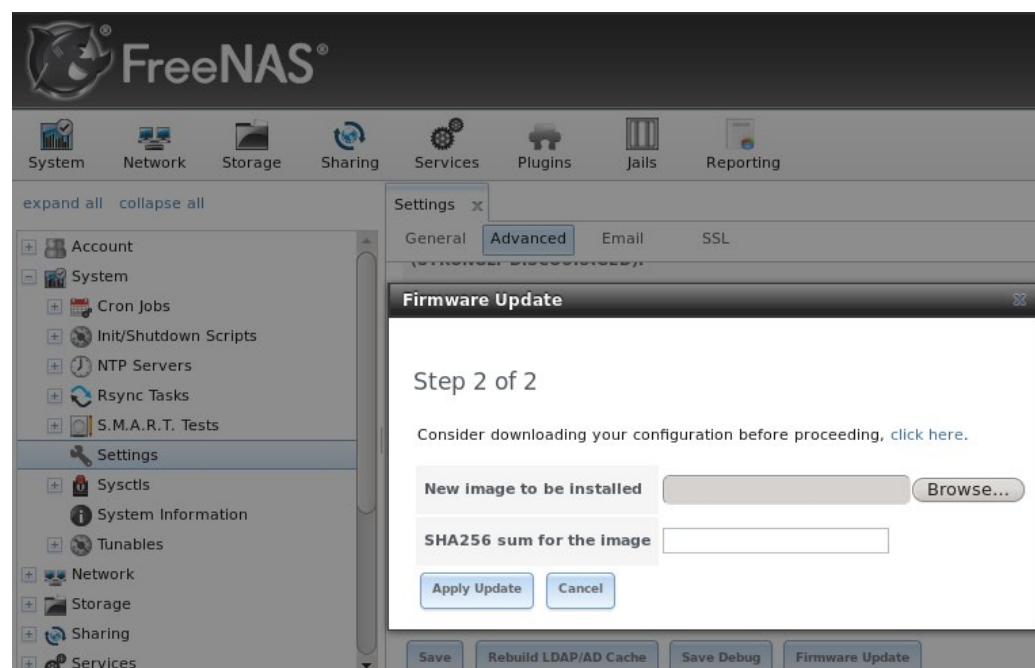 FreeNAS®
System Network Storage Sharing Services Plugins Jails Reporting
expand all collapse all
Account
System
Cron Jobs
Init/Shutdown Scripts
NTP Servers
Rsync Tasks
S.M.A.R.T. Tests
Settings
Sysctls
System Information
Tunables
Network
Storage
Sharing
Services
Settings x
General Advanced Email SSL
Firmware Update
Step 2 of 2
Consider downloading your configuration before proceeding, click here.
New image to be installed Browse...
SHA256 sum for the image
Apply Update Cancel
Save Rebuild LDAP/AD Cache Save Debug Firmware Update